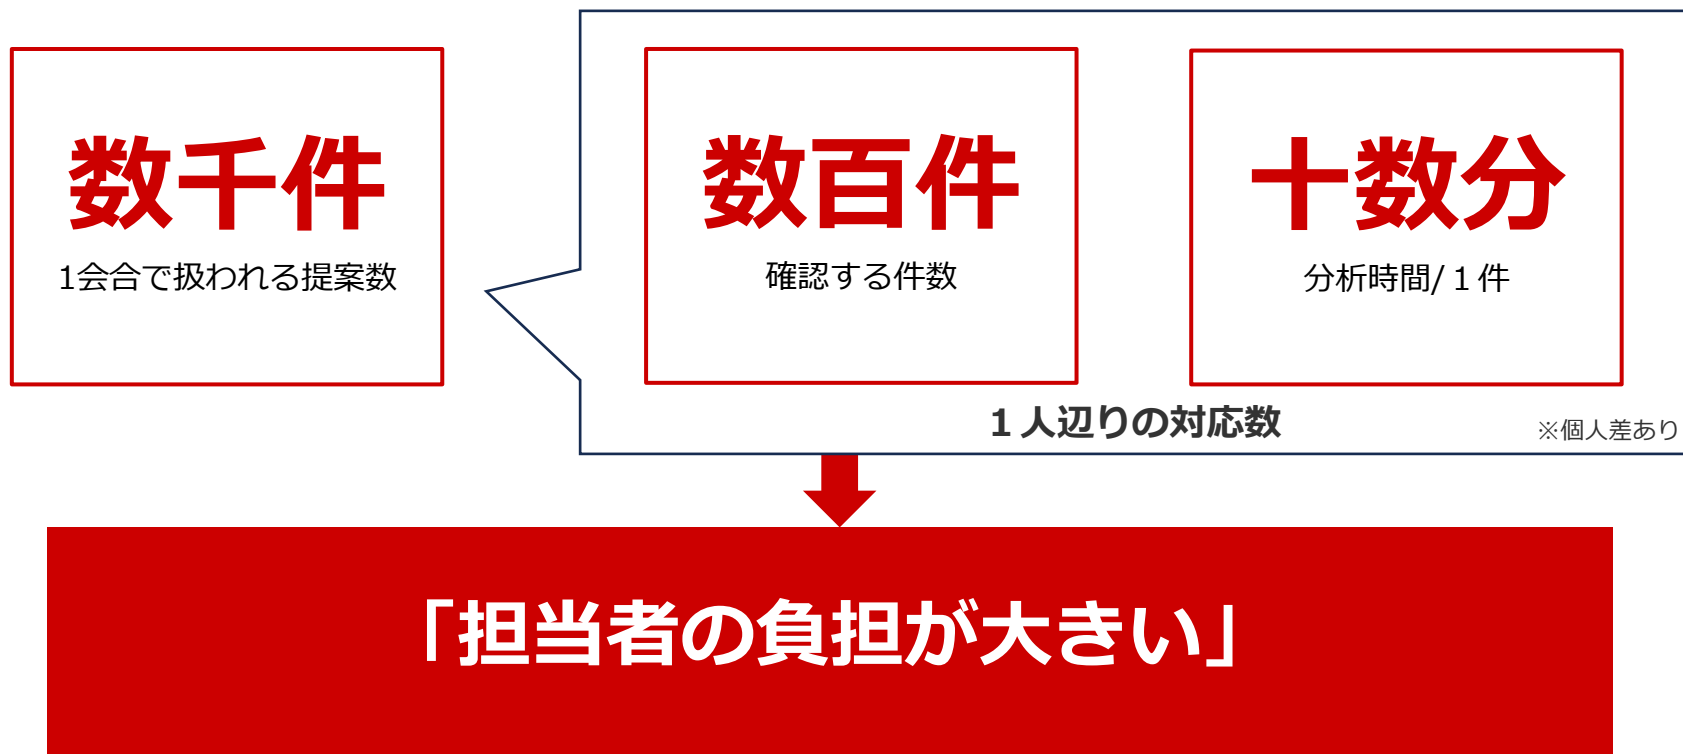 数千件
1会合で扱われる提案数
数百件
確認する件数
十数分
分析時間/１件
１人辺りの対応数
※個人差あり
「担当者の負担が大きい」